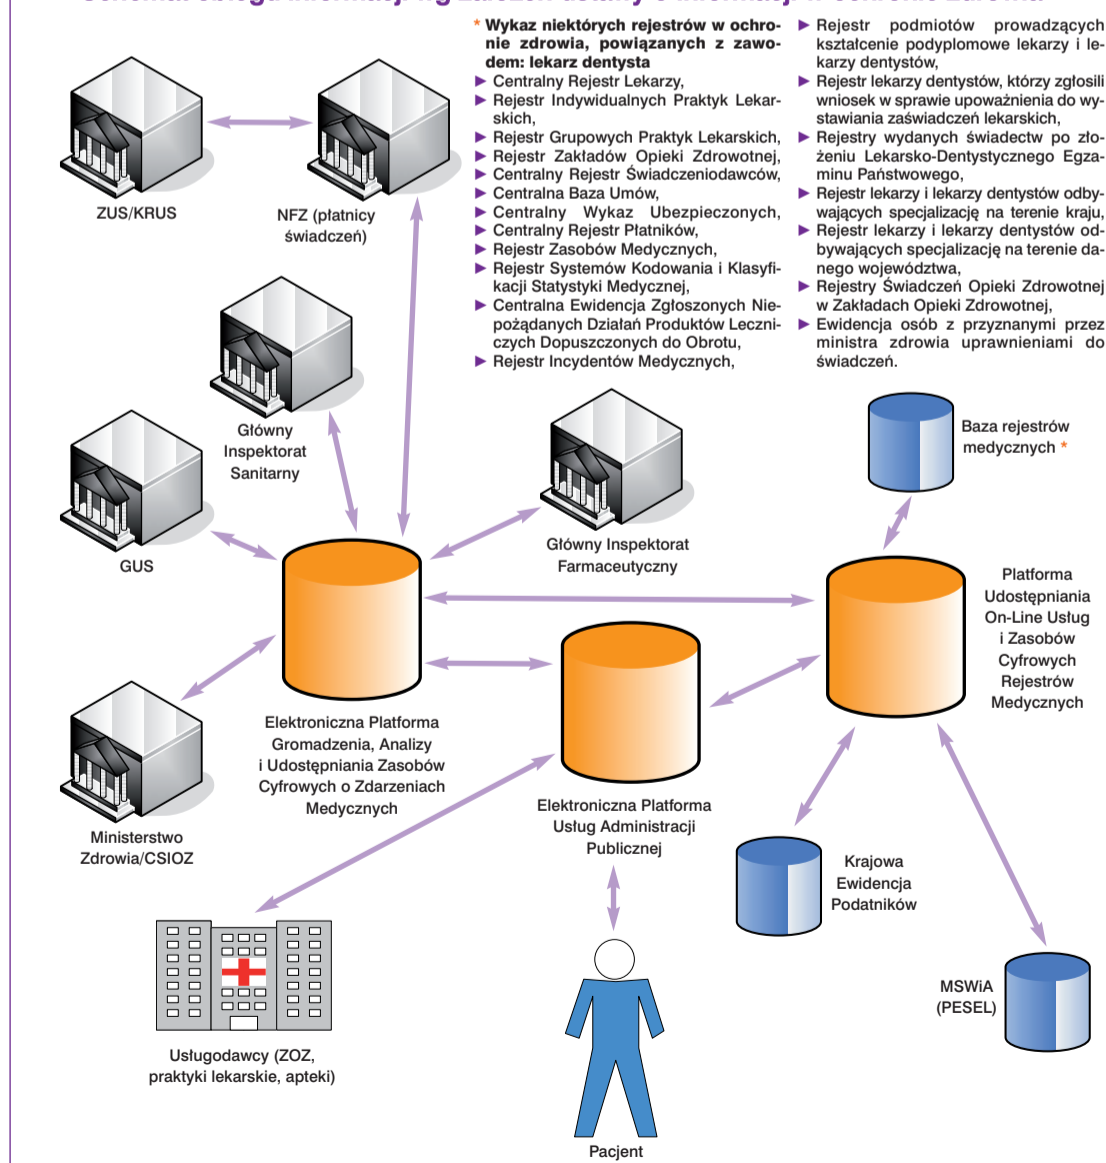 Schemat obiegu informacji wg założeń ustawy o informacji w ochronie zdrowia
* Wykaz niektórych rejestrów w ochro-
nie zdrowia, powiązanych z zawo-
dem: lekarz dentysta
► Centralny Rejestr Lekarzy,
► Rejestr Indywidualnych Praktyk Lekar-
skich,
► Rejestr Grupowych Praktyk Lekarskich,
► Rejestr Zakładów Opieki Zdrowotnej,
► Centralny Rejestr Świadczeniodawców,
► Centralna Baza Umów,
► Centralny Wykaz Ubezpieczonych,
► Centralny Rejestr Płatników,
► Rejestr Zasobów Medycznych,
► Rejestr Systemów Kodowania i Klasyfi-
kacji Statystyki Medycznej,
► Centralna Ewidencja Zgłoszonych Nie-
pożądanych Działań Produktów Leczni-
czych Dopuszczonych do Obrotu,
► Rejestr Incydentów Medycznych,
► Rejestr podmiotów prowadzących
kształcenie podyplomowe lekarzy i le-
karzy dentystów,
► Rejestr lekarzy dentystów, którzy zgłosili
wniosek w sprawie upoważnienia do wy-
stawiania zaświadczeń lekarskich,
► Rejestry wydanych świadectw po zło-
żeniu Lekarsko-Dentystycznego Egza-
minu Państwowego,
► Rejestr lekarzy i lekarzy dentystów odby-
wających specjalizację na terenie kraju,
► Rejestr lekarzy i lekarzy dentystów od-
bywających specjalizację na terenie da-
nego województwa,
► Rejestry Świadczeń Opieki Zdrowotnej
w Zakładach Opieki Zdrowotnej,
► Ewidencja osób z przyznanymi przez
ministra zdrowia uprawnieniami do
świadczeń.
ZUS/KRUS
NFZ (płatnicy
świadczeń)
Główny
Inspektorat
Sanitarny
GUS
Główny Inspektorat
Farmaceutyczny
Baza rejestrów
medycznych *
Platforma
Udostępniania
On-Line Usług
i Zasobów
Cyfrowych
Rejestrów
Medycznych
Elektroniczna Platforma
Gromadzenia, Analizy
i Udostępniania Zasobów
Cyfrowych o Zdarzeniach
Medycznych
Elektroniczna Platforma
Usług Administracji
Publicznej
Ministerstwo
Zdrowia/CSIOZ
Krajowa
Ewidencja
Podatników
MSWiA
(PESEL)
Usługodawcy (ZOZ,
praktyki lekarskie, apteki)
Pacjent